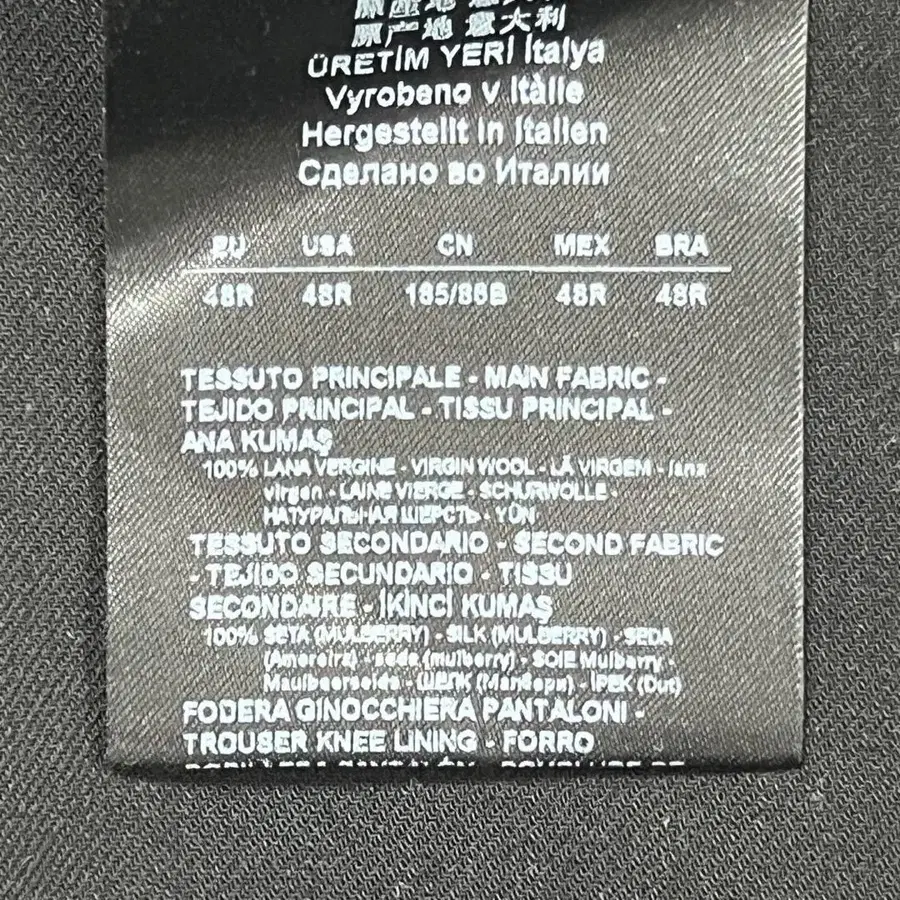 原产地 意大利
ÜRETİM YERİ İtalya
Vyrobeno v Itálie
Hergestellt in Italien
Сделано во Италии
EU USA CN MEX BRA
48R 48R 185/88B 48R 48R
TESSUTO PRINCIPALE - MAIN FABRIC -
TEJIDO PRINCIPAL - TISSU PRINCIPAL -
ANA KUMAŞ
100% LANA VERGINE - VIRGIN WOOL - LÃ VIRGEM - lana
virgen - LAINE VIERGE - SCHURWOLLE -
НАТУРАЛЬНАЯ ШЕРСТЬ - YÜN
TESSUTO SECONDARIO - SECOND FABRIC
- TEJIDO SECUNDARIO - TISSU
SECONDAIRE - İKİNCİ KUMAŞ
100% SETA (MULBERRY) - SILK (MULBERRY) - SEDA
(Amoreira) - seda (mulberry) - SOIE Mulberry -
Maulbeerseide - ШЕЛК - İPEK (Dut)
FODERA GINOCCHIERA PANTALONI -
TROUSER KNEE LINING - FORRO